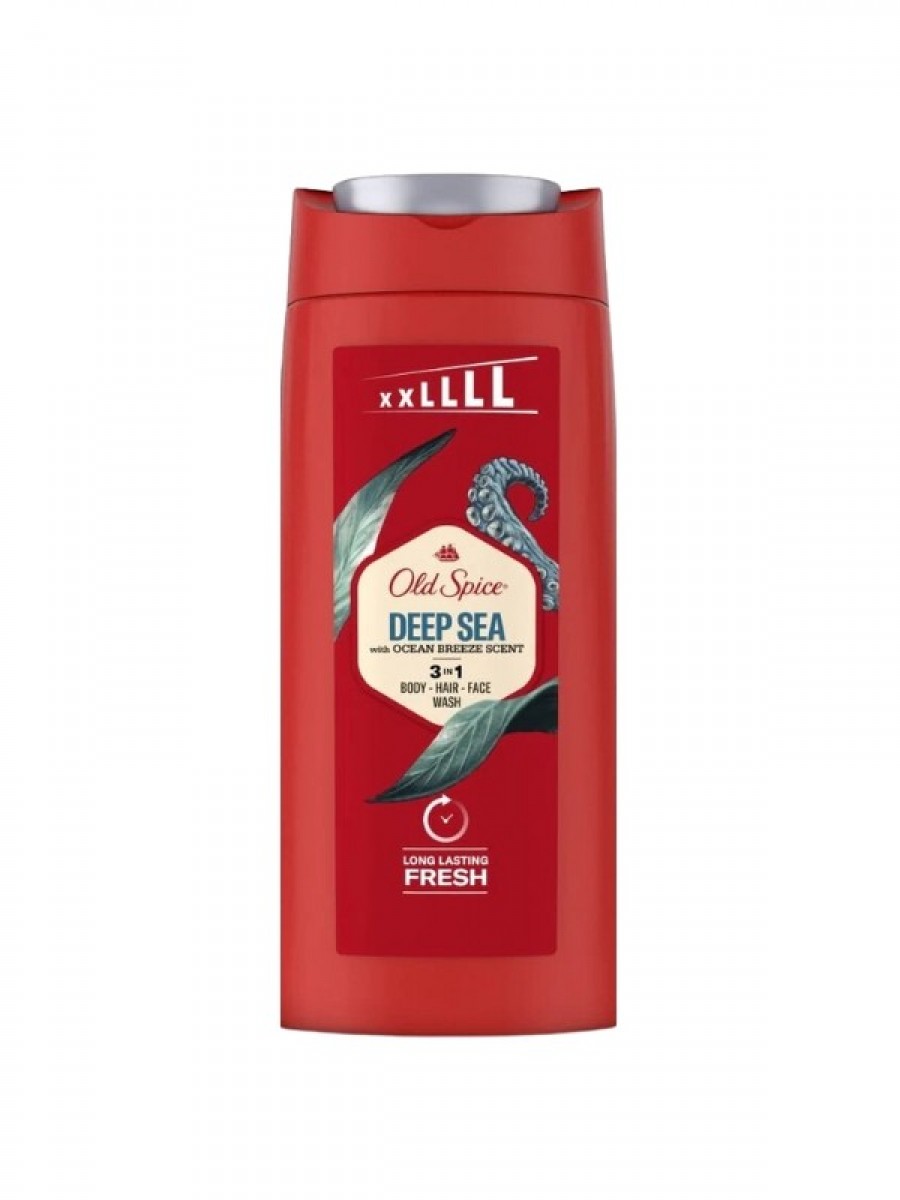 XXLLLL
Old Spice®
DEEP SEA
with OCEAN BREEZE SCENT
3 IN 1
BODY - HAIR - FACE
WASH
LONG LASTING
FRESH